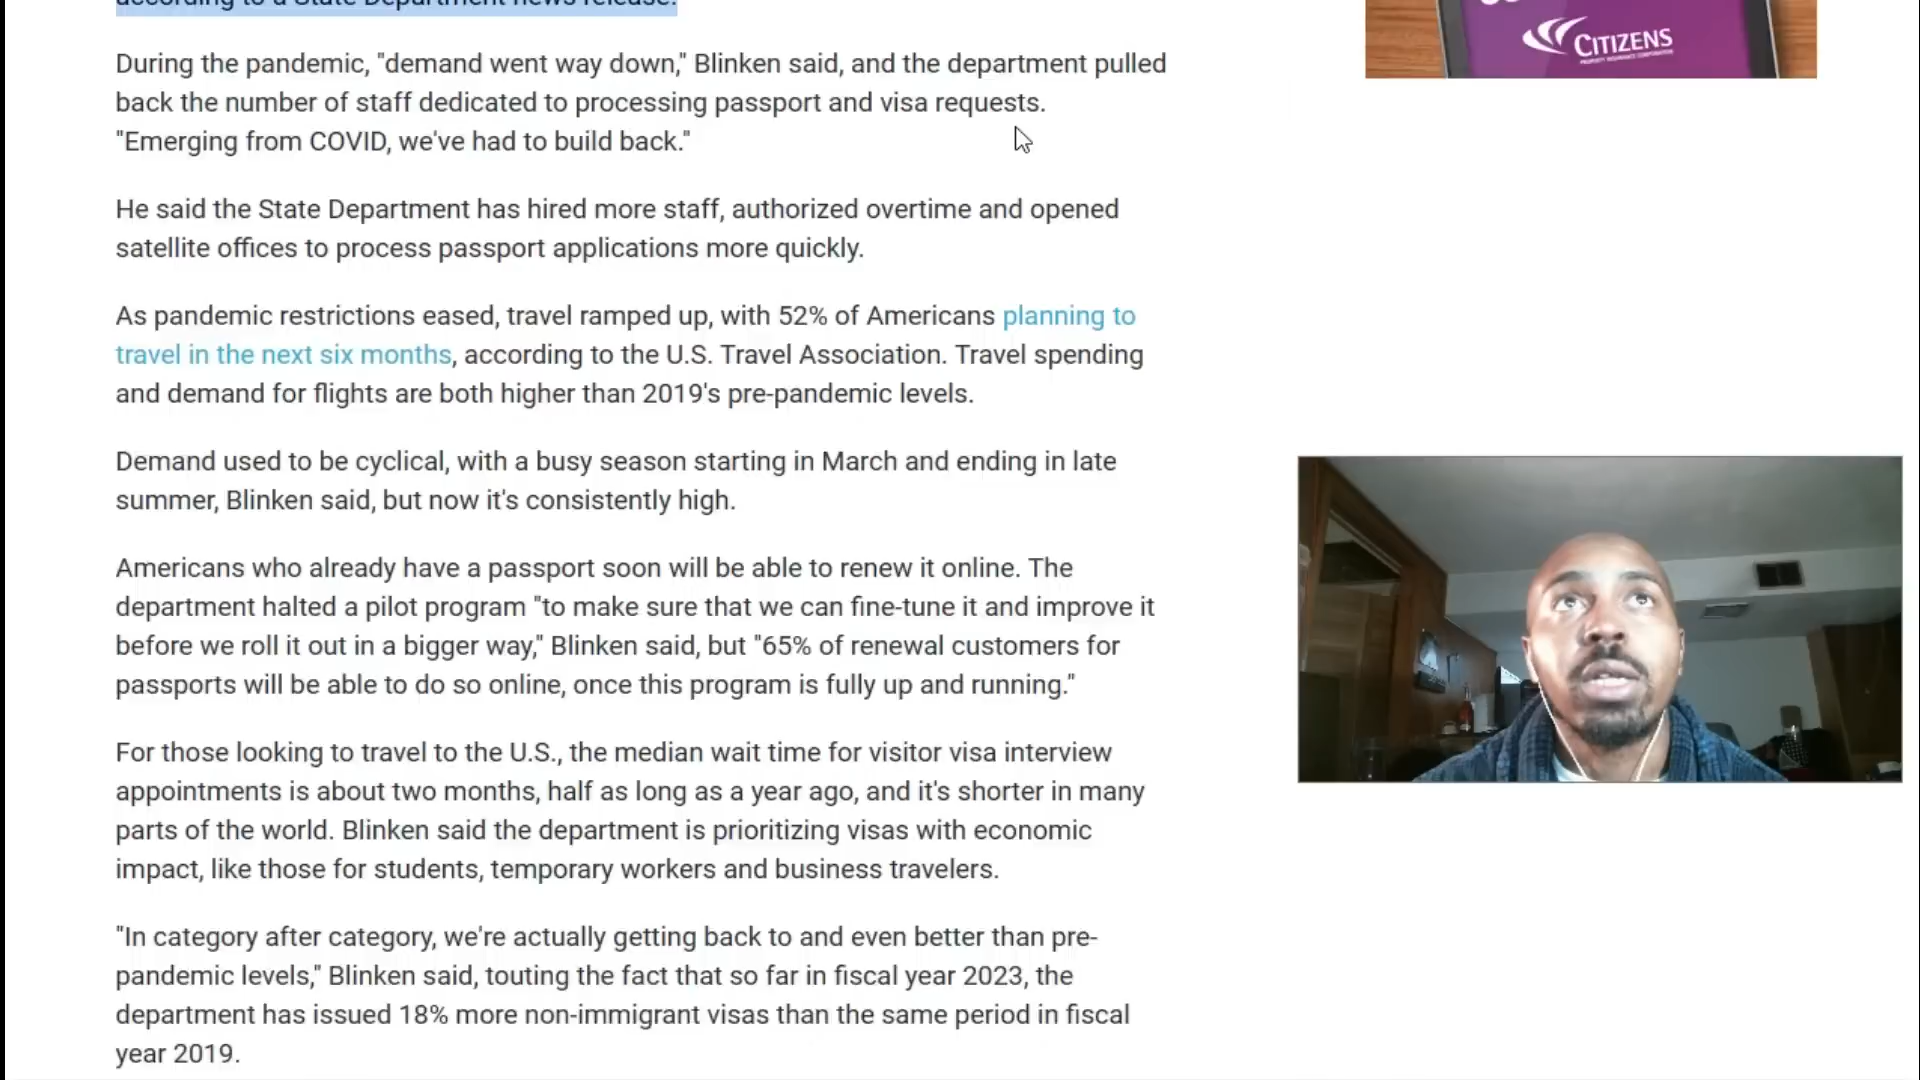 according to a State Department news release.
During the pandemic, "demand went way down," Blinken said, and the department pulled
back the number of staff dedicated to processing passport and visa requests.
"Emerging from COVID, we've had to build back."
He said the State Department has hired more staff, authorized overtime and opened
satellite offices to process passport applications more quickly.
As pandemic restrictions eased, travel ramped up, with 52% of Americans planning to
travel in the next six months, according to the U.S. Travel Association. Travel spending
and demand for flights are both higher than 2019's pre-pandemic levels.
Demand used to be cyclical, with a busy season starting in March and ending in late
summer, Blinken said, but now it's consistently high.
Americans who already have a passport soon will be able to renew it online. The
department halted a pilot program "to make sure that we can fine-tune it and improve it
before we roll it out in a bigger way," Blinken said, but "65% of renewal customers for
passports will be able to do so online, once this program is fully up and running."
For those looking to travel to the U.S., the median wait time for visitor visa interview
appointments is about two months, half as long as a year ago, and it's shorter in many
parts of the world. Blinken said the department is prioritizing visas with economic
impact, like those for students, temporary workers and business travelers.
"In category after category, we're actually getting back to and even better than pre-
pandemic levels," Blinken said, touting the fact that so far in fiscal year 2023, the
department has issued 18% more non-immigrant visas than the same period in fiscal
year 2019.
CITIZENS
PROPERTY INSURANCE CORPORATION